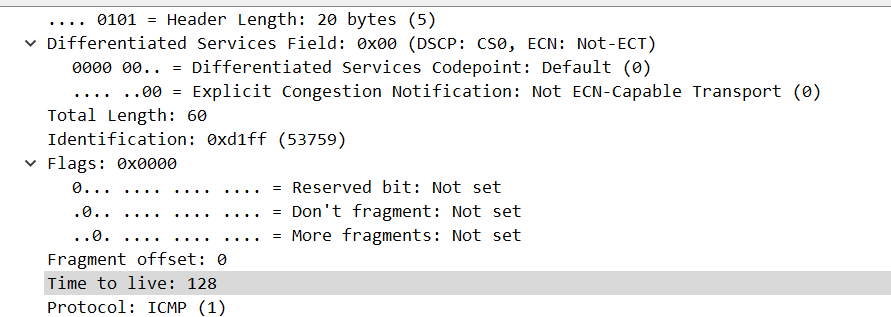 .... 0101 = Header Length: 20 bytes (5)
Differentiated Services Field: 0x00 (DSCP: CS0, ECN: Not-ECT)
0000 00.. = Differentiated Services Codepoint: Default (0)
.... ..00 = Explicit Congestion Notification: Not ECN-Capable Transport (0)
Total Length: 60
Identification: 0xd1ff (53759)
Flags: 0x0000
0... .... .... .... = Reserved bit: Not set
.0.. .... .... .... = Don't fragment: Not set
..0. .... .... .... = More fragments: Not set
Fragment offset: 0
Time to live: 128
Protocol: ICMP (1)